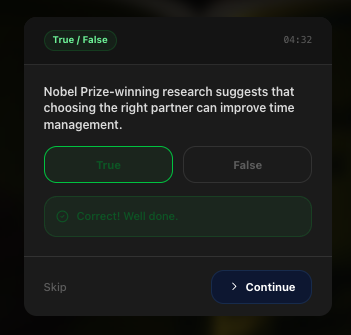 True / False
04:32
Nobel Prize-winning research suggests that
choosing the right partner can improve time
management.
True
False
Correct! Well done.
Skip
Continue